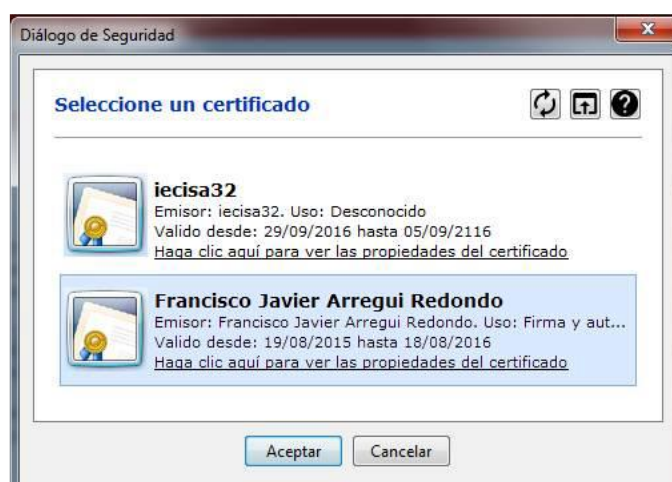 Diálogo de Seguridad
Seleccione un certificado
iecisa32
Emisor: iecisa32. Uso: Desconocido
Valido desde: 29/09/2016 hasta 05/09/2116
Haga clic aquí para ver las propiedades del certificado
Francisco Javier Arregui Redondo
Emisor: Francisco Javier Arregui Redondo. Uso: Firma y aut...
Valido desde: 19/08/2015 hasta 18/08/2016
Haga clic aquí para ver las propiedades del certificado
Aceptar Cancelar